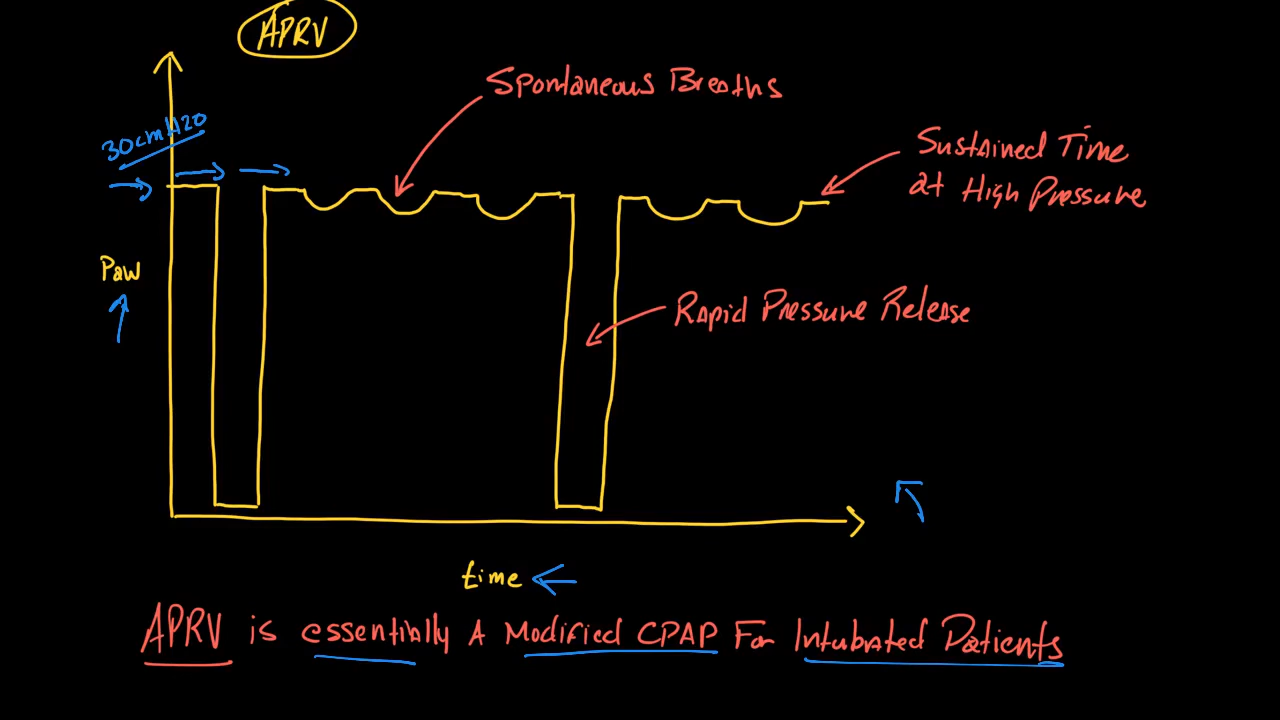 APRV
30cmH20
Spontaneous Breaths
Sustained Time
at High Pressure
Paw
Rapid Pressure Release
time
APRV is essentially A Modified CPAP For Intubated Patients